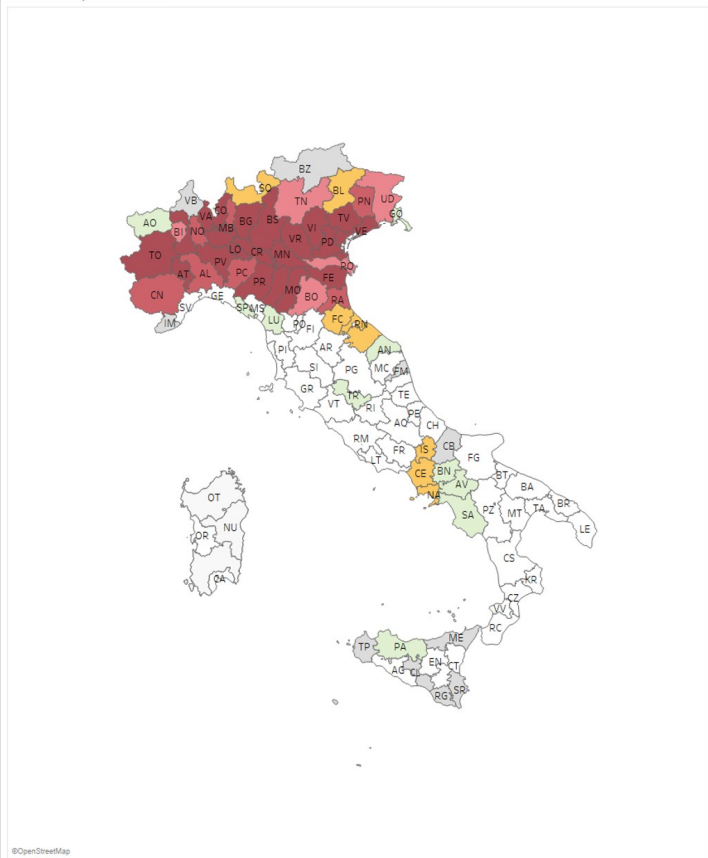 BZ
SO
BL
TN
PN
UD
GO
VB
CO
VA
AO
BI
NO
MB
BG
BS
VI
TV
VE
VR
PD
TO
LO
CR
MN
PV
AT
AL
PC
PR
FE
RO
MO
BO
RA
CN
GE
SV
IM
SP
MS
LU
PO
FI
FC
RN
PI
AR
AN
SI
PG
MC
FM
GR
VT
TR
RI
TE
PE
AQ
CH
RM
FR
LT
IS
CB
FG
CE
BN
AV
NA
SA
BT
BA
PZ
MT
TA
BR
LE
OT
NU
OR
CA
CS
KR
CZ
VV
RC
TP
PA
ME
AG
CL
EN
CT
RG
SR
©OpenStreetMap